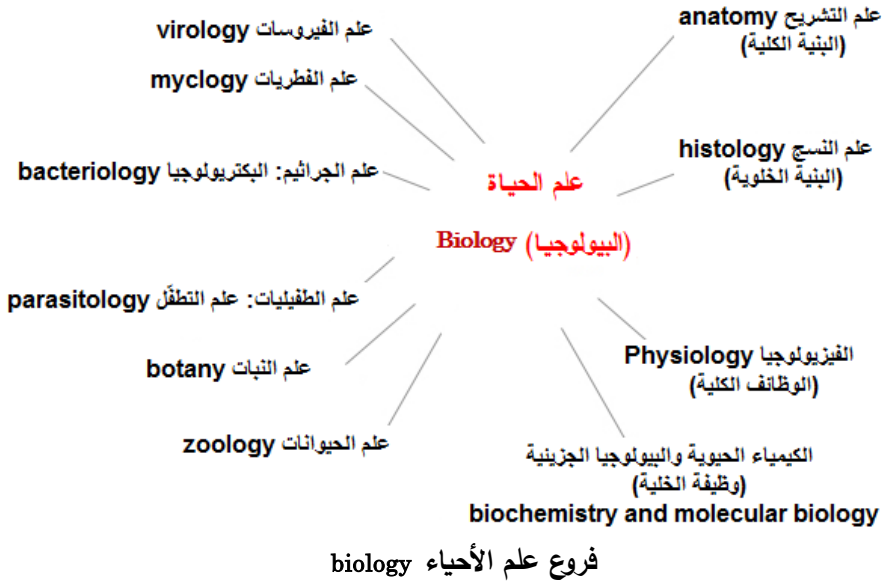 علم التشريح anatomy
(البنية الكلية)
علم الفيروسات virology
علم الفطريات myclogy
علم النسج histology
(البنية الخلوية)
علم الجراثيم: البكتريولوجيا bacteriology
علم الحياة
(البيولوجيا) Biology
علم الطفيليات: علم التطفّل parasitology
علم النبات botany
الفيزيولوجيا Physiology
(الوظائف الكلية)
علم الحيوانات zoology
الكيمياء الحيوية والبيولوجيا الجزيئية
(وظيفة الخلية)
biochemistry and molecular biology
فروع علم الأحياء biology